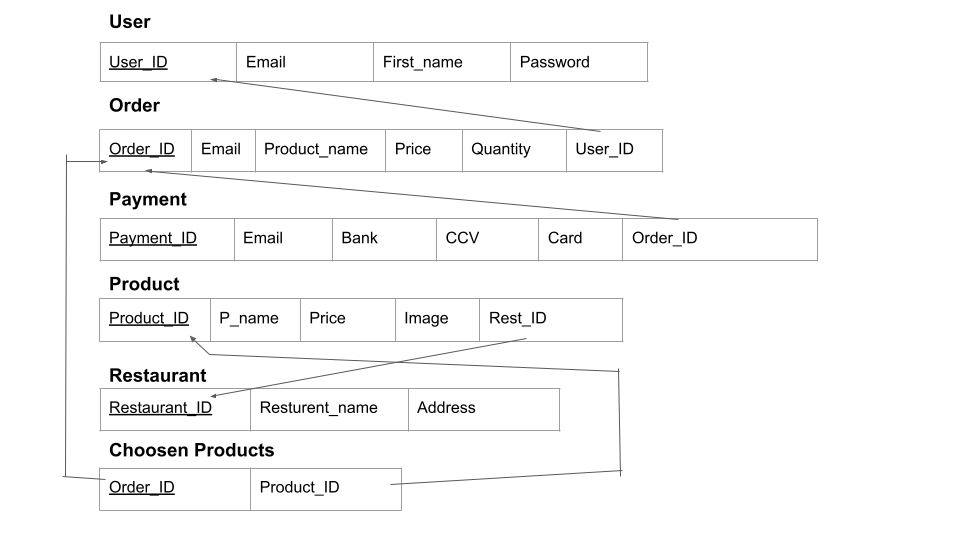 User
User_ID Email First_name Password
Order
Order_ID Email Product_name Price Quantity User_ID
Payment
Payment_ID Email Bank CCV Card Order_ID
Product
Product_ID P_name Price Image Rest_ID
Restaurant
Restaurant_ID Resturent_name Address
Choosen Products
Order_ID Product_ID